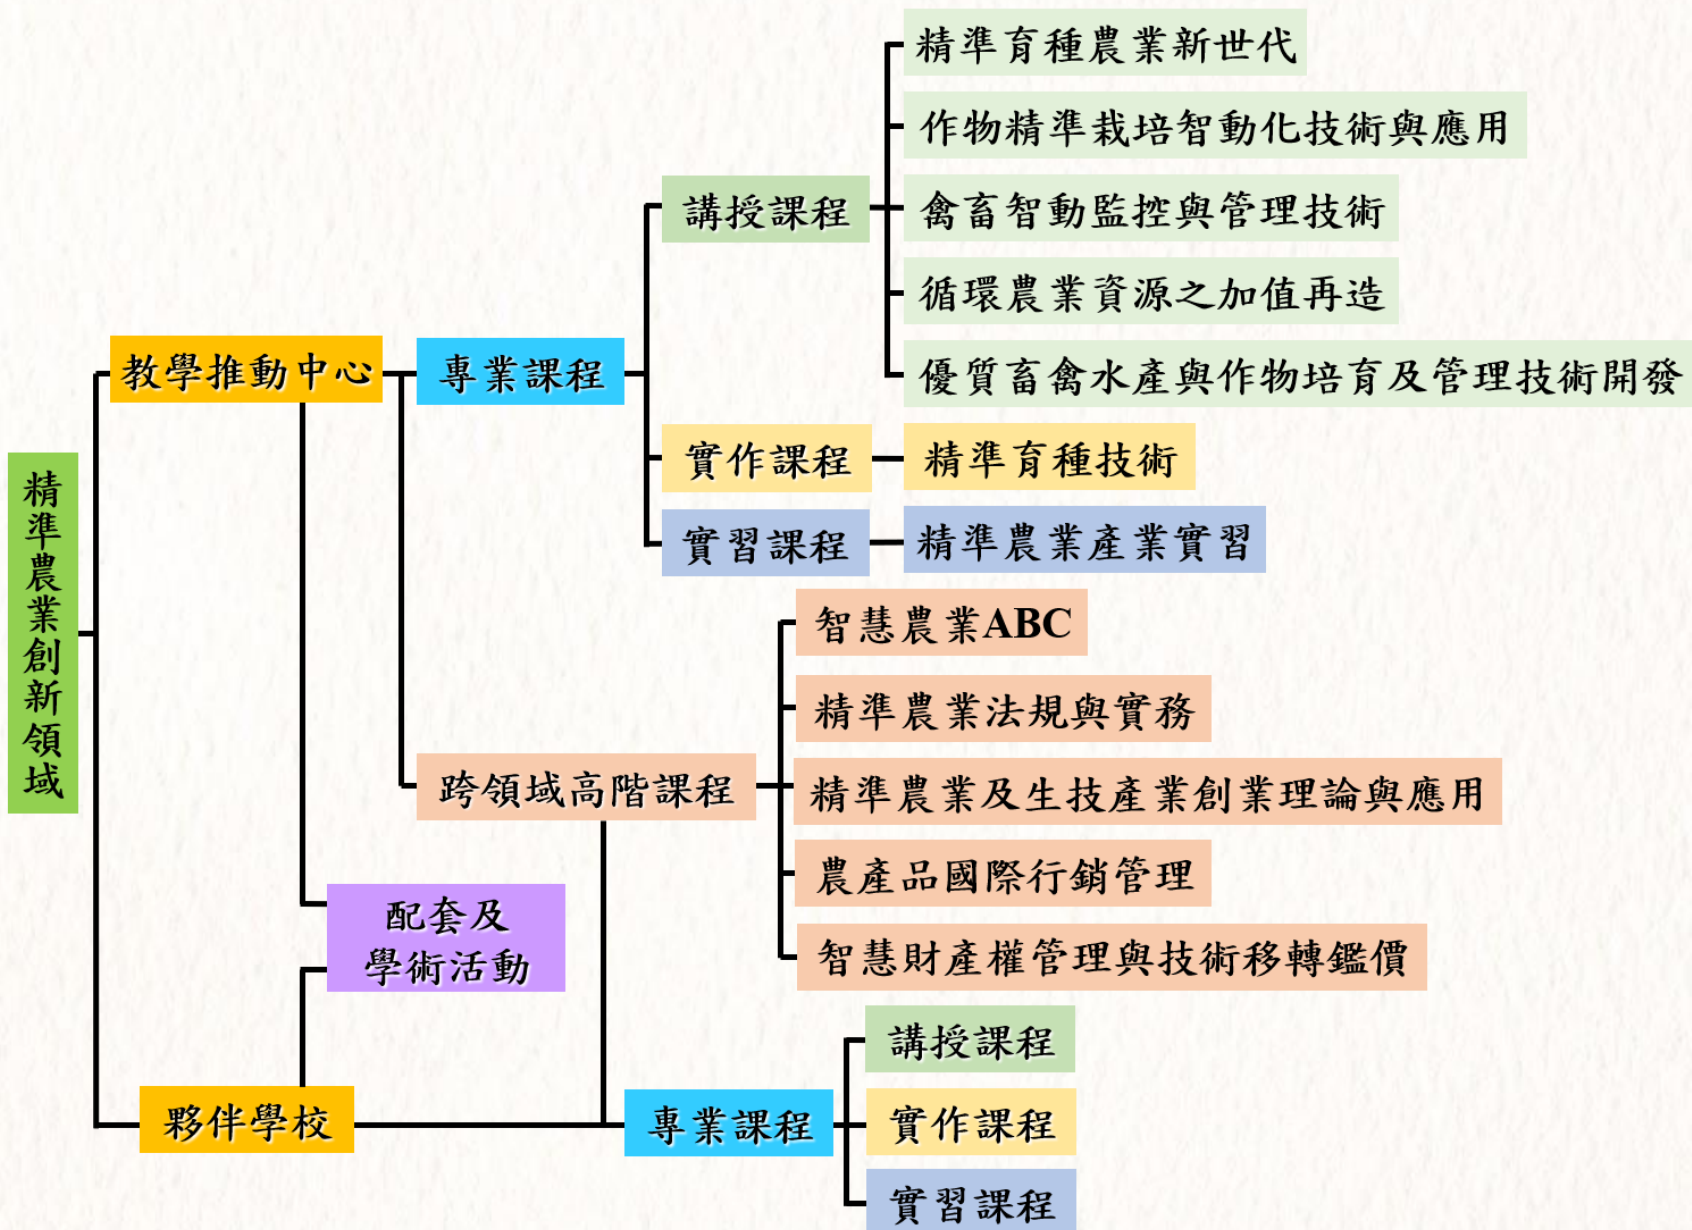 精準農業創新領域
教學推動中心
專業課程
講授課程
精準育種農業新世代
作物精準栽培智動化技術與應用
禽畜智動監控與管理技術
循環農業資源之加值再造
優質畜禽水產與作物培育及管理技術開發
實作課程
精準育種技術
實習課程
精準農業產業實習
跨領域高階課程
智慧農業ABC
精準農業法規與實務
精準農業及生技產業創業理論與應用
農產品國際行銷管理
智慧財產權管理與技術移轉鑑價
配套及
學術活動
夥伴學校
專業課程
講授課程
實作課程
實習課程